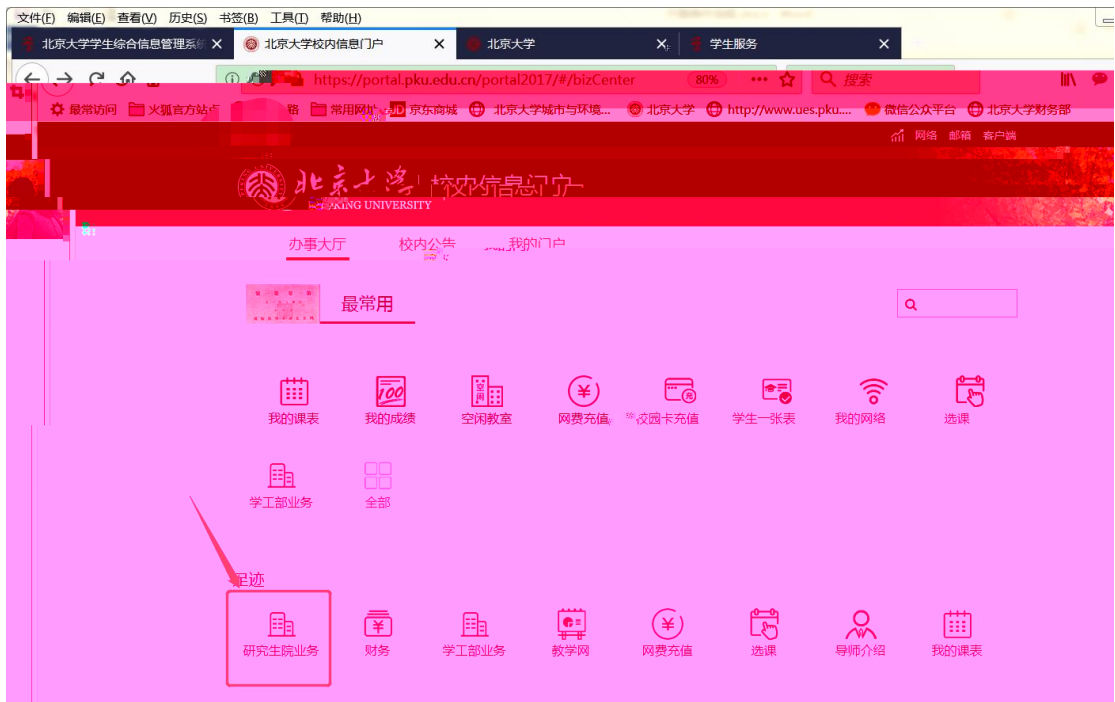 文件(F) 编辑(E) 查看(V) 历史(S) 书签(B) 工具(T) 帮助(H)
北京大学学生综合信息管理系统 北京大学校内信息门户 北京大学 学生服务
https://portal.pku.edu.cn/portal2017/#/bizCenter 80% 搜索
最常访问 火狐官方站点 路 常用网址 JD 京东商城 北京大学城市与环境... 北京大学 http://www.ues.pku.... 微信公众平台 北京大学财务部
网络 邮箱 客户端
北京大学 校内信息门户
PEKING UNIVERSITY
办事大厅 校内公告 我的门户
最常用
我的课表 我的成绩 空闲教室 网费充值 校园卡充值 学生一张表 我的网络 选课
学工部业务 全部
足迹
研究生院业务 财务 学工部业务 教学网 网费充值 选课 导师介绍 我的课表